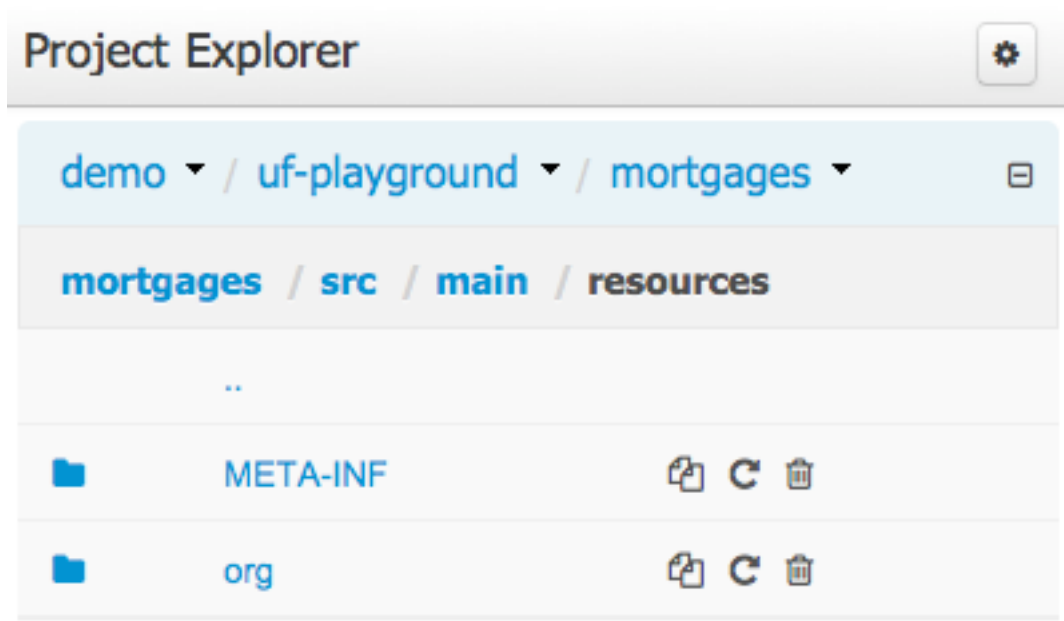 Project Explorer
demo / uf-playground / mortgages
mortgages / src / main / resources
..
META-INF
org